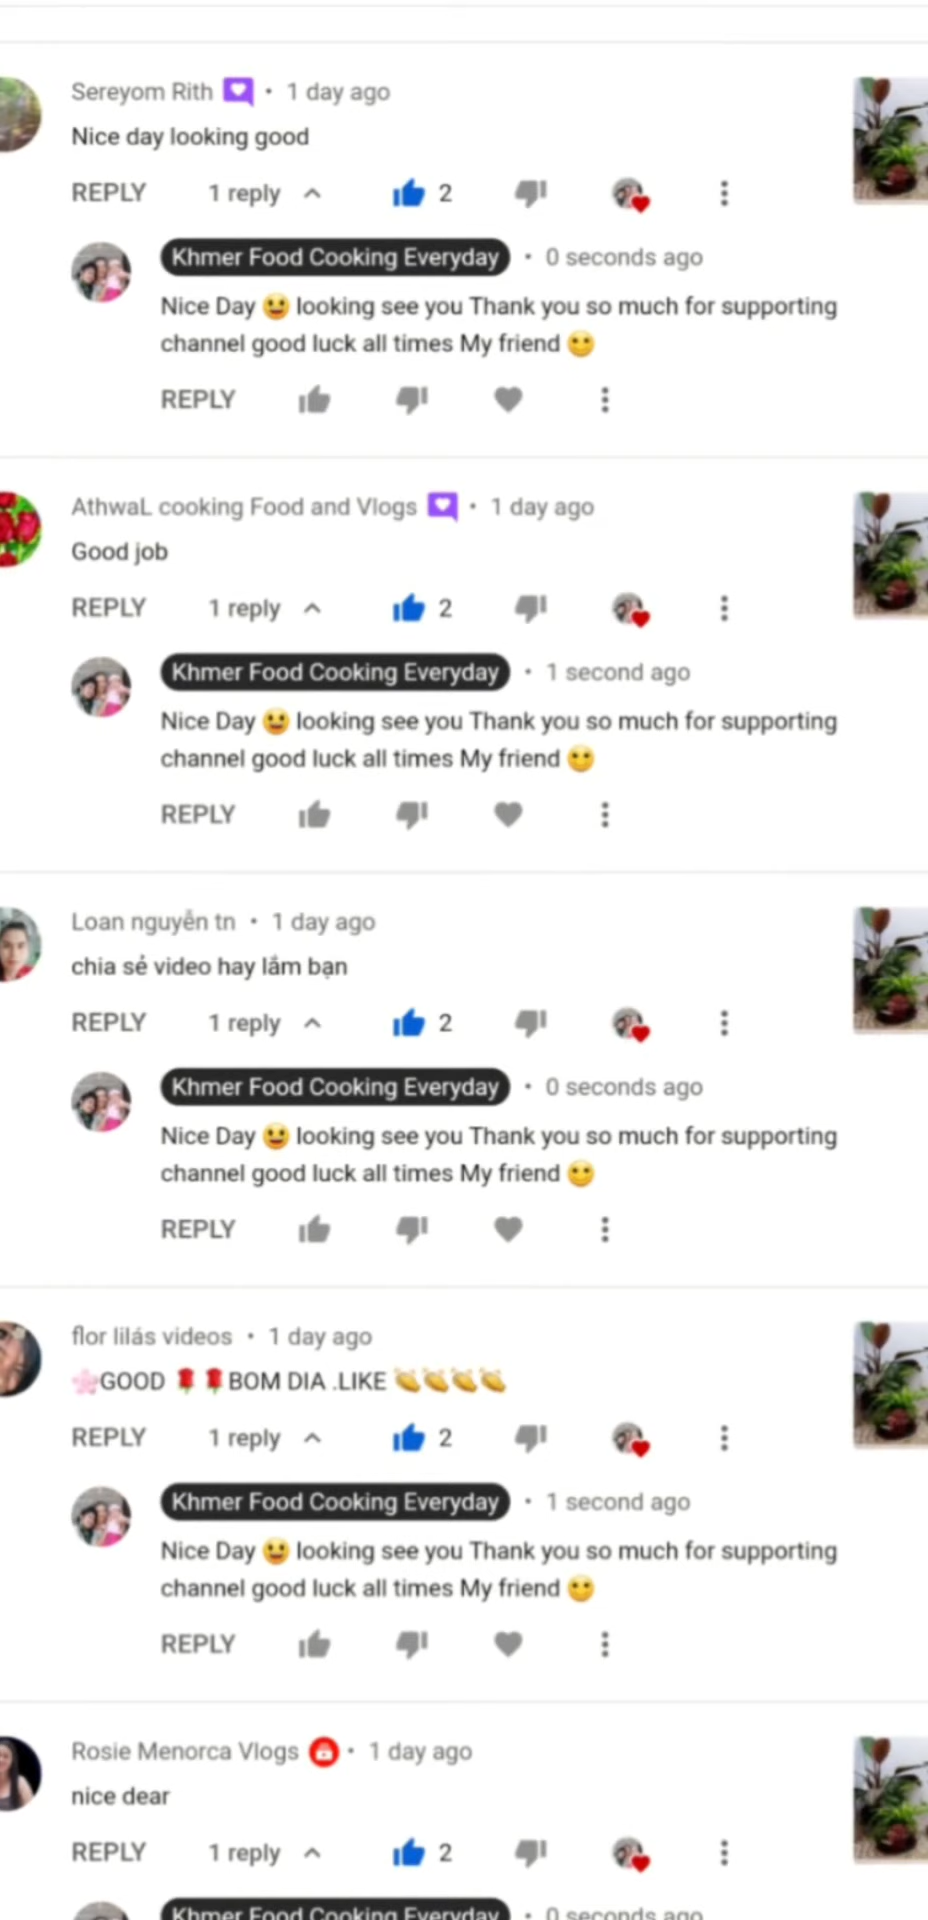 Sereyom Rith • 1 day ago
Nice day looking good
REPLY 1 reply 2
Khmer Food Cooking Everyday • 0 seconds ago
Nice Day 😃 looking see you Thank you so much for supporting
channel good luck all times My friend 🙂
REPLY
AthwaL cooking Food and Vlogs • 1 day ago
Good job
REPLY 1 reply 2
Khmer Food Cooking Everyday • 1 second ago
Nice Day 😃 looking see you Thank you so much for supporting
channel good luck all times My friend 🙂
REPLY
Loan nguyễn tn • 1 day ago
chia sẻ video hay lắm bạn
REPLY 1 reply 2
Khmer Food Cooking Everyday • 0 seconds ago
Nice Day 😃 looking see you Thank you so much for supporting
channel good luck all times My friend 🙂
REPLY
flor lilás videos • 1 day ago
🌸GOOD 🌹🌹BOM DIA .LIKE 👏👏👏👏
REPLY 1 reply 2
Khmer Food Cooking Everyday • 1 second ago
Nice Day 😃 looking see you Thank you so much for supporting
channel good luck all times My friend 🙂
REPLY
Rosie Menorca Vlogs • 1 day ago
nice dear
REPLY 1 reply 2
Khmer Food Cooking Everyday • 0 seconds ago